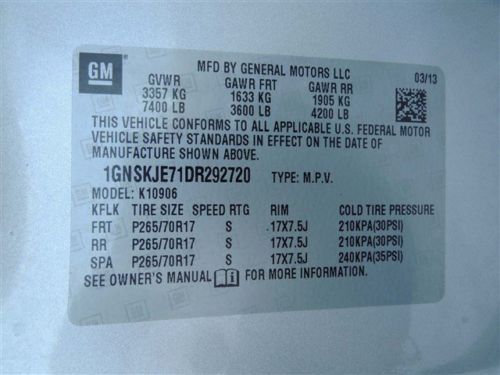 GM MFD BY GENERAL MOTORS LLC 03/13
GVWR GAWR FRT GAWR RR
3357 KG 1633 KG 1905 KG
7400 LB 3600 LB 4200 LB
THIS VEHICLE CONFORMS TO ALL APPLICABLE U.S. FEDERAL MOTOR
VEHICLE SAFETY STANDARDS IN EFFECT ON THE DATE OF MANUFACTURE
SHOWN ABOVE.
1GNSKJE71DR292720 TYPE: M.P.V.
MODEL: K10906
KFLK TIRE SIZE SPEED RTG RIM COLD TIRE PRESSURE
FRT P265/70R17 S 17X7.5J 210KPA(30PSI)
RR P265/70R17 S 17X7.5J 210KPA(30PSI)
SPA P265/70R17 S 17X7.5J 240KPA(35PSI)
SEE OWNER'S MANUAL FOR MORE INFORMATION.